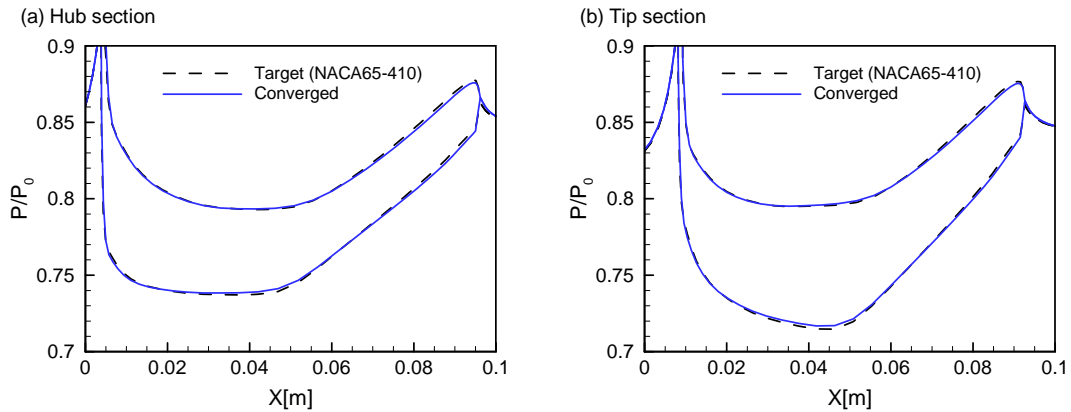 (a) Hub section
0.9
0.85
0.8
0.75
0.7
P/P0
Target (NACA65-410)
Converged
0 0.02 0.04 0.06 0.08 0.1
X[m]
(b) Tip section
0.9
0.85
0.8
0.75
0.7
P/P0
Target (NACA65-410)
Converged
0 0.02 0.04 0.06 0.08 0.1
X[m]